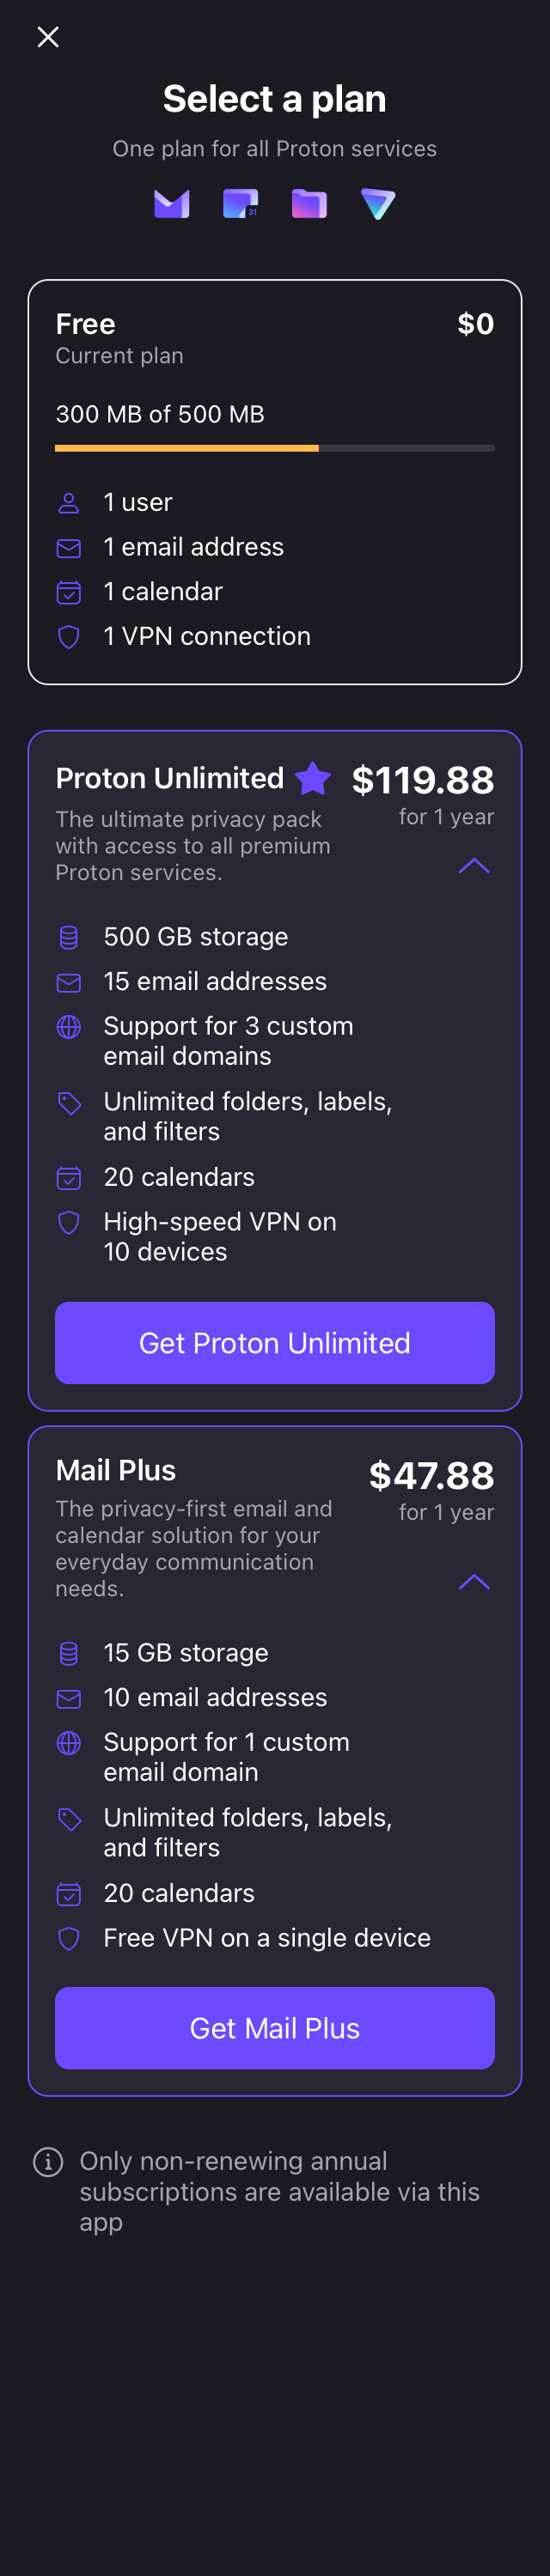 Select a plan
One plan for all Proton services
31
Free
$0
Current plan
300 MB of 500 MB
1 user
1 email address
1 calendar
1 VPN connection
Proton Unlimited
$119.88
for 1 year
The ultimate privacy pack
with access to all premium
Proton services.
500 GB storage
15 email addresses
Support for 3 custom
email domains
Unlimited folders, labels,
and filters
20 calendars
High-speed VPN on
10 devices
Get Proton Unlimited
Mail Plus
$47.88
for 1 year
The privacy-first email and
calendar solution for your
everyday communication
needs.
15 GB storage
10 email addresses
Support for 1 custom
email domain
Unlimited folders, labels,
and filters
20 calendars
Free VPN on a single device
Get Mail Plus
Only non-renewing annual
subscriptions are available via this
app